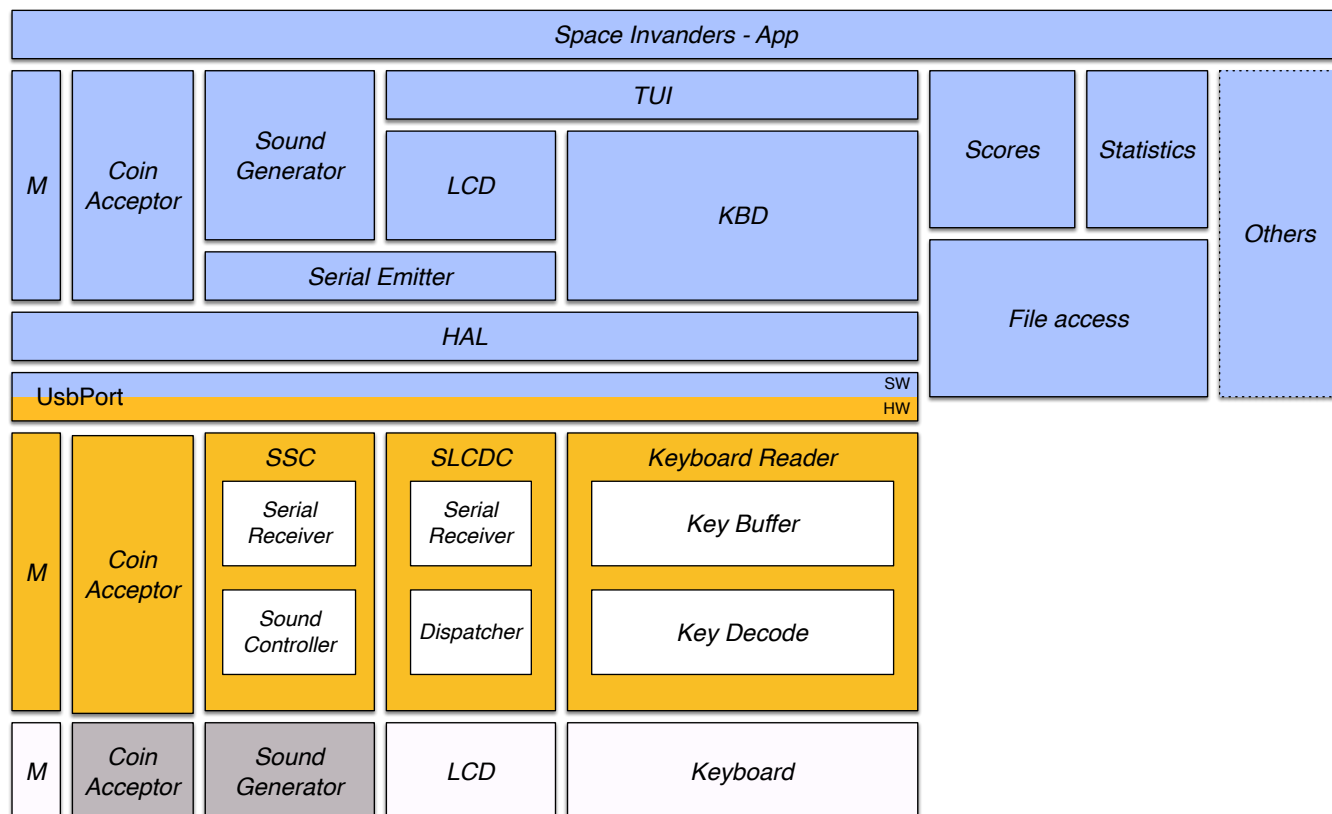 Space Invanders - App
M
Coin
Acceptor
Sound
Generator
TUI
LCD
KBD
Serial Emitter
Scores
Statistics
Others
File access
HAL
UsbPort
SW
HW
M
Coin
Acceptor
SSC
Serial
Receiver
Sound
Controller
SLCDC
Serial
Receiver
Dispatcher
Keyboard Reader
Key Buffer
Key Decode
M
Coin
Acceptor
Sound
Generator
LCD
Keyboard